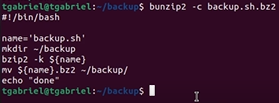 tgabriel@tgabriel:~/backup$ bunzip2 -c backup.sh.bz2
#!/bin/bash

name='backup.sh'
mkdir ~/backup
bzip2 -k ${name}
mv ${name}.bz2 ~/backup/
echo "done"
tgabriel@tgabriel:~/backup$